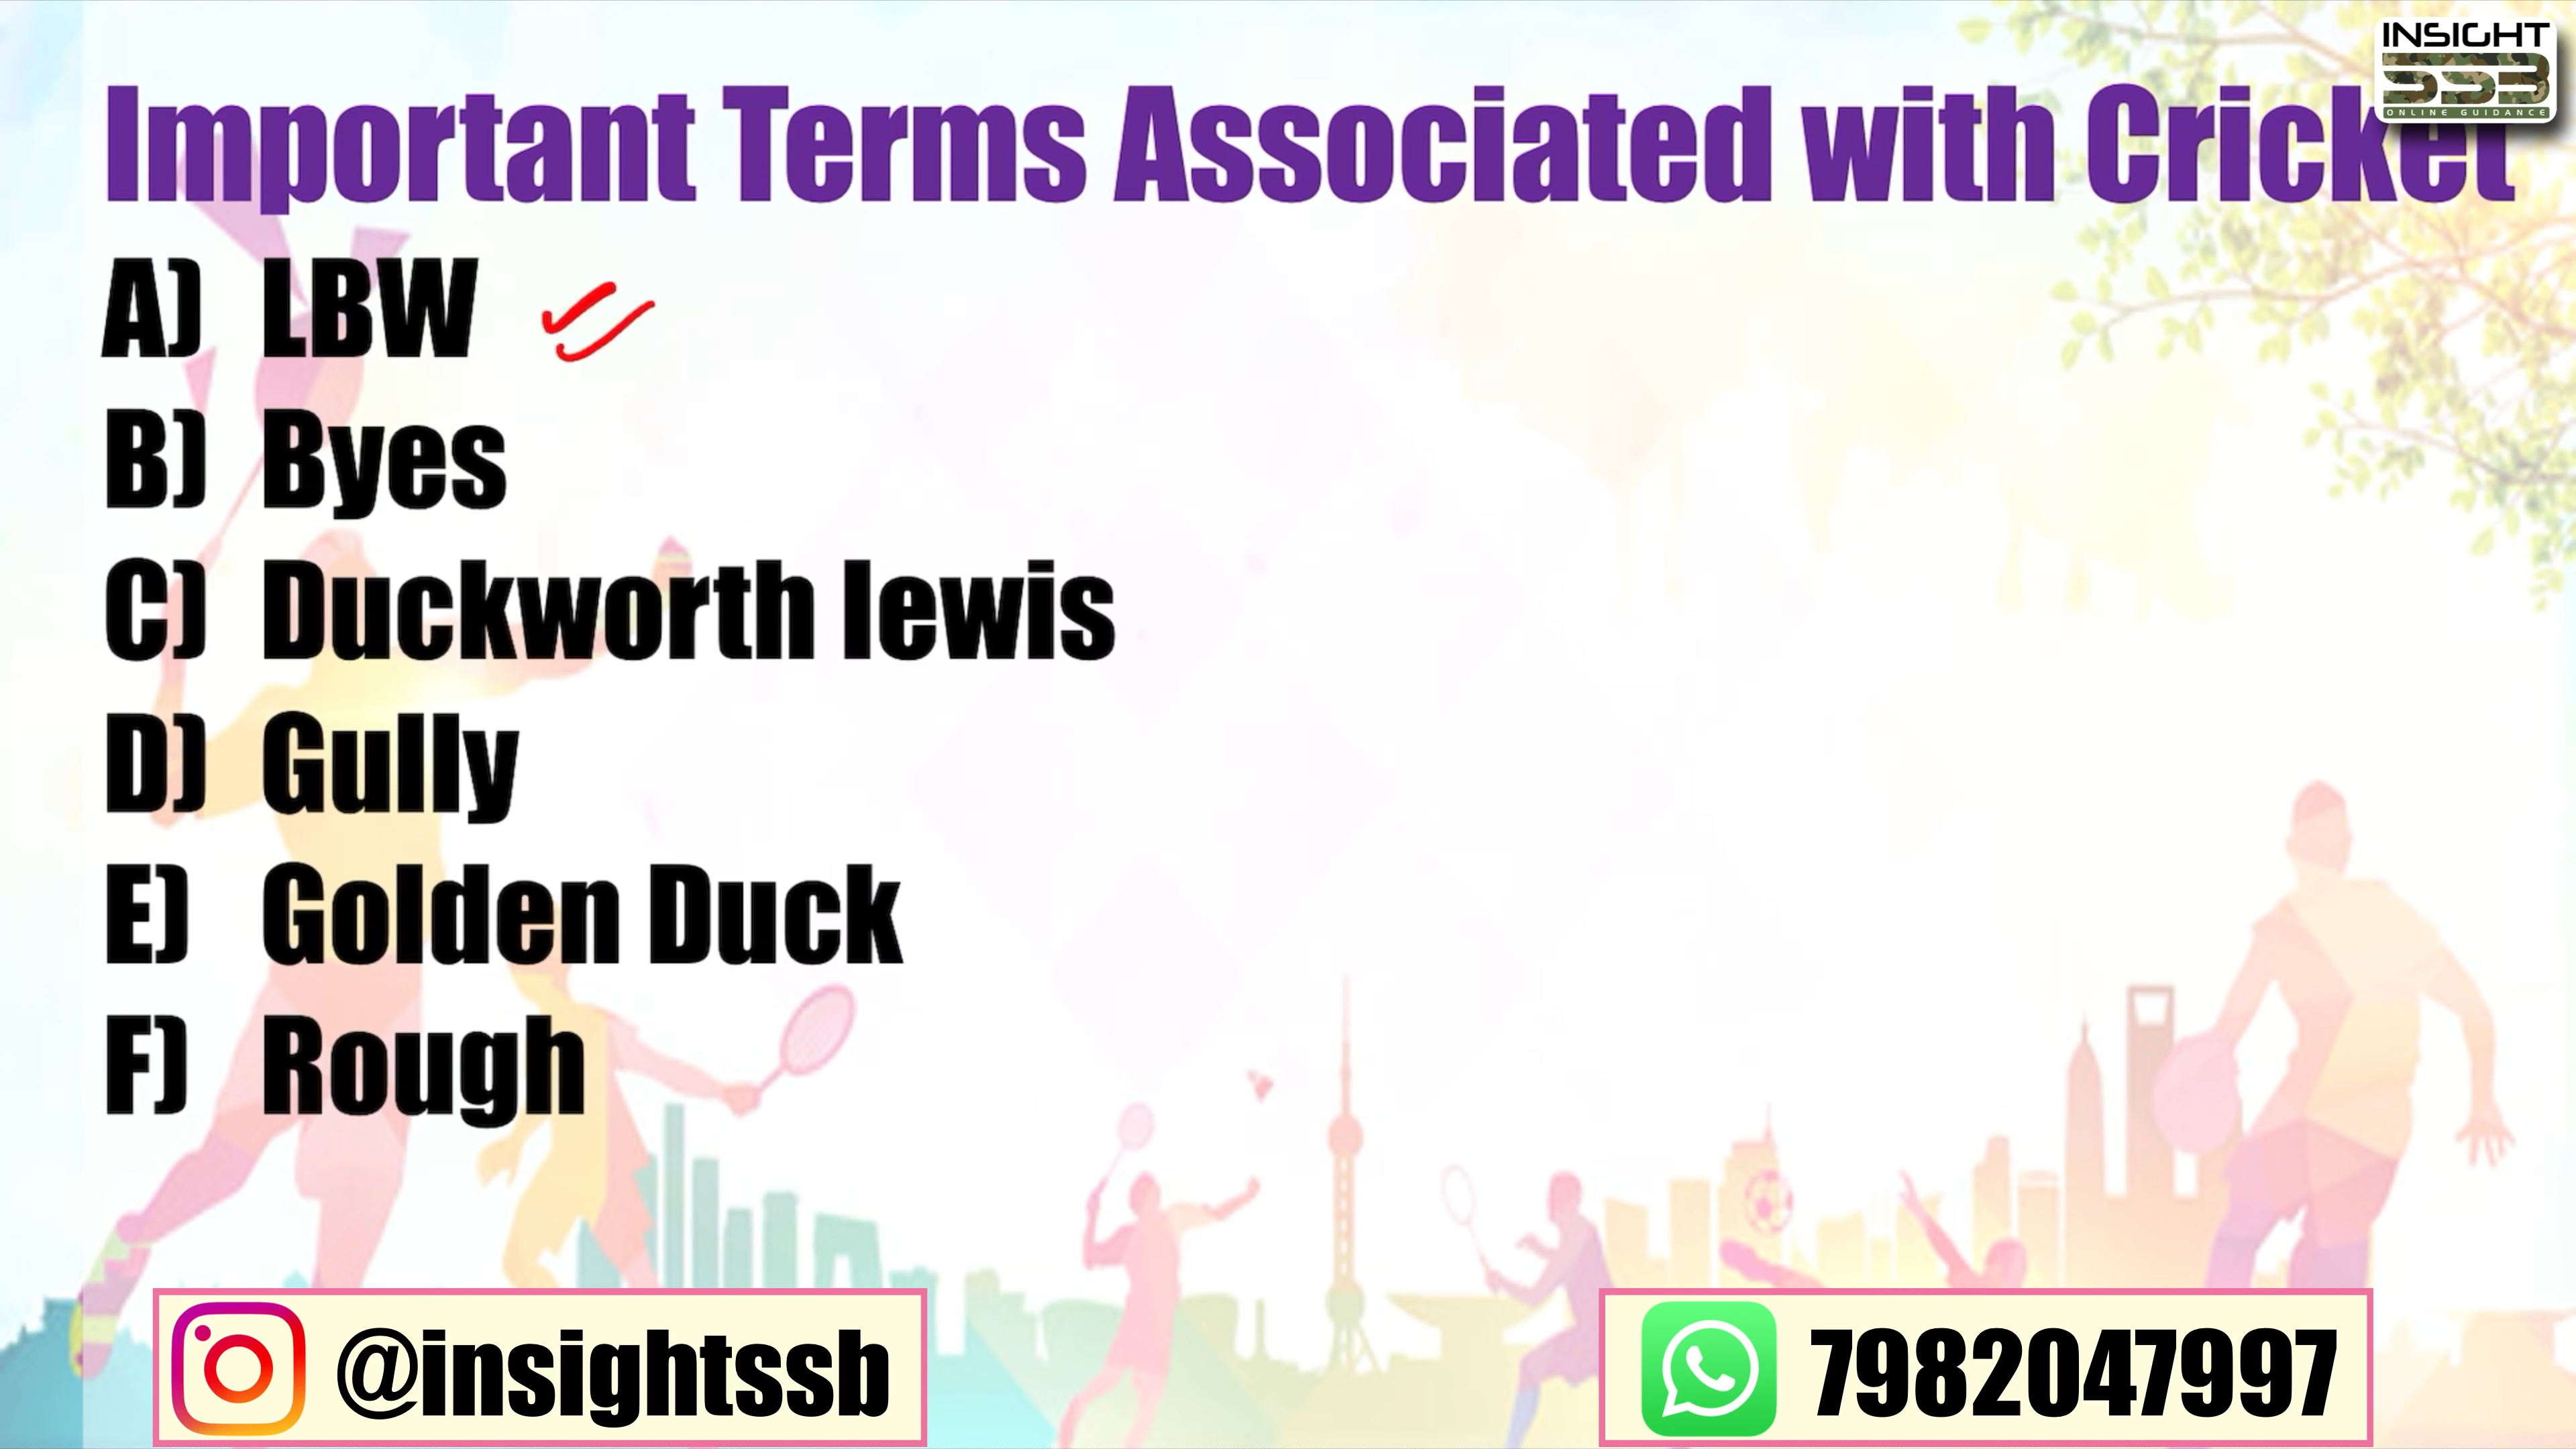 INSIGHT
SSB
ONLINE GUIDANCE
Important Terms Associated with Cricket
A) LBW
B) Byes
C) Duckworth lewis
D) Gully
E) Golden Duck
F) Rough
@insightssb
7982047997